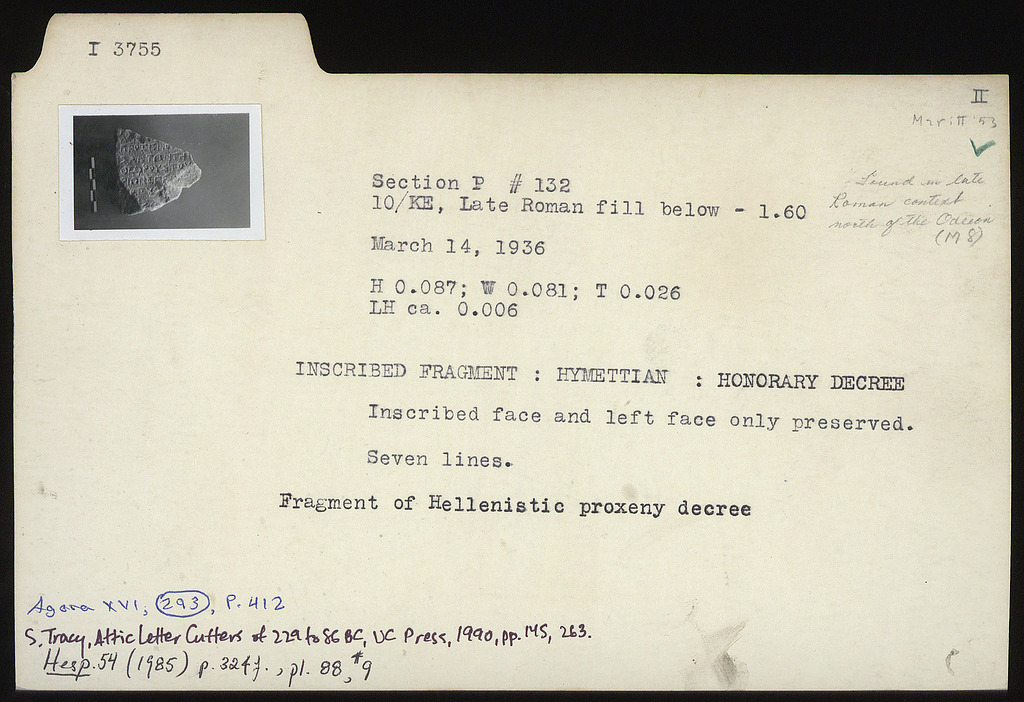 I 3755
II
Meritt '53
Section P # 132
10/KE, Late Roman fill below - 1.60
Found in late
Roman context
north of the Odeion
(M 8)
March 14, 1936
H 0.087; W 0.081; T 0.026
LH ca. 0.006
INSCRIBED FRAGMENT : HYMETTIAN : HONORARY DECREE
Inscribed face and left face only preserved.
Seven lines.
Fragment of Hellenistic proxeny decree
Agora XVI, 293, P. 412
S. Tracy, Attic Letter Cutters of 229 to 86 BC, UC Press, 1990, pp. 145, 263.
Hesp. 54 (1985) p. 324f., pl. 88, #9